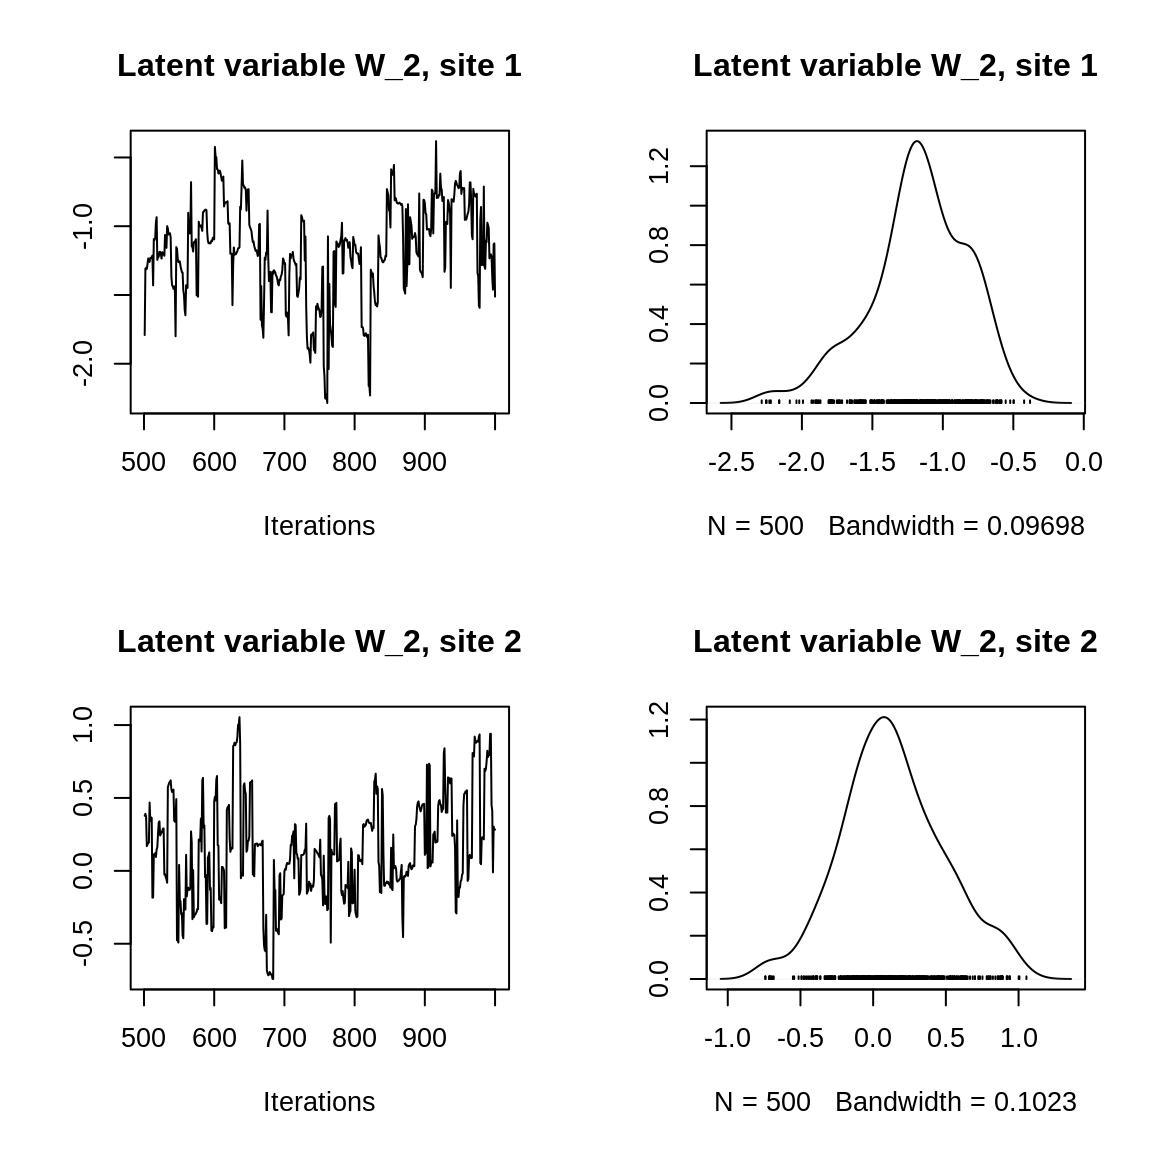 Latent variable W_2, site 1
-1.0
-2.0
500 600 700 800 900
Iterations
Latent variable W_2, site 1
1.2
0.8
0.4
0.0
-2.5 -2.0 -1.5 -1.0 -0.5 0.0
N = 500 Bandwidth = 0.09698
Latent variable W_2, site 2
1.0
0.5
0.0
-0.5
500 600 700 800 900
Iterations
Latent variable W_2, site 2
1.2
0.8
0.4
0.0
-1.0 -0.5 0.0 0.5 1.0
N = 500 Bandwidth = 0.1023